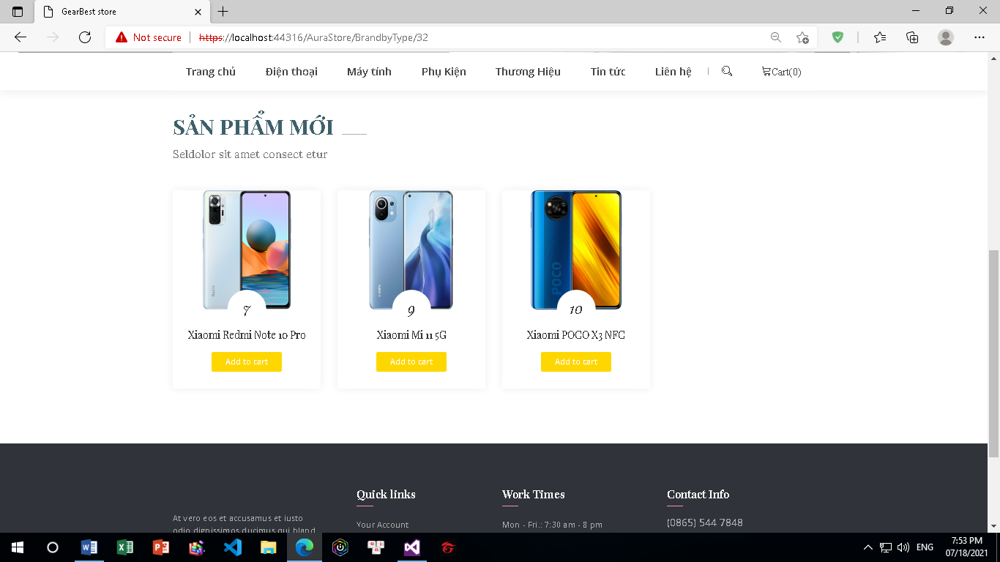 GearBest store
Not secure https://localhost:44316/AuraStore/BrandbyType/32
Trang chủ Điện thoại Máy tính Phụ Kiện Thương Hiệu Tin tức Liên hệ Cart(0)
SẢN PHẨM MỚI
Seldolor sit amet consect etur
POCO
7 9 10
Xiaomi Redmi Note 10 Pro Xiaomi Mi 11 5G Xiaomi POCO X3 NFC
Add to cart Add to cart Add to cart
Quick links Work Times Contact Info
At vero eos et accusamus et iusto
Your Account Mon - Fri.: 7:30 am - 8 pm (0865) 544 7848
odio dignissimos ducimus qui bland
ENG 7:53 PM
07/18/2021